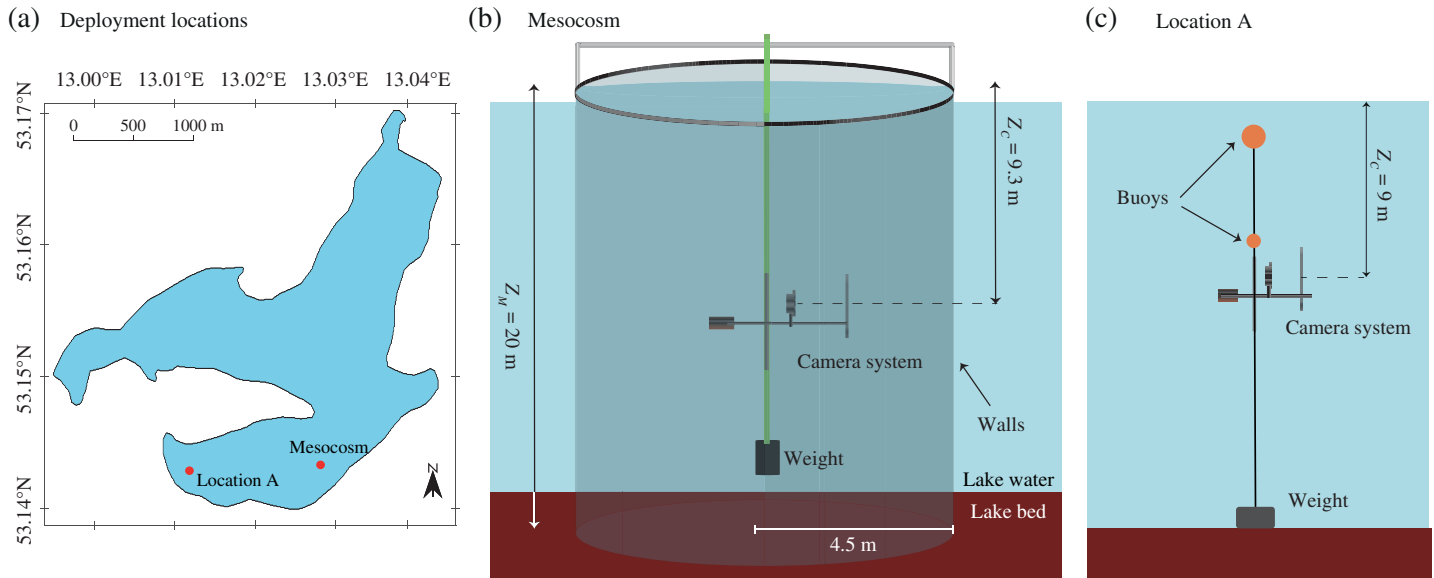 (a) Deployment locations
13.00°E 13.01°E 13.02°E 13.03°E 13.04°E
53.17°N
53.16°N
53.15°N
53.14°N
0 500 1000 m
Mesocosm
Location A
N
(b) Mesocosm
Z_M = 20 m
Z_C = 9.3 m
Camera system
Walls
Weight
Lake water
Lake bed
4.5 m
(c) Location A
Z_C = 9 m
Buoys
Camera system
Weight